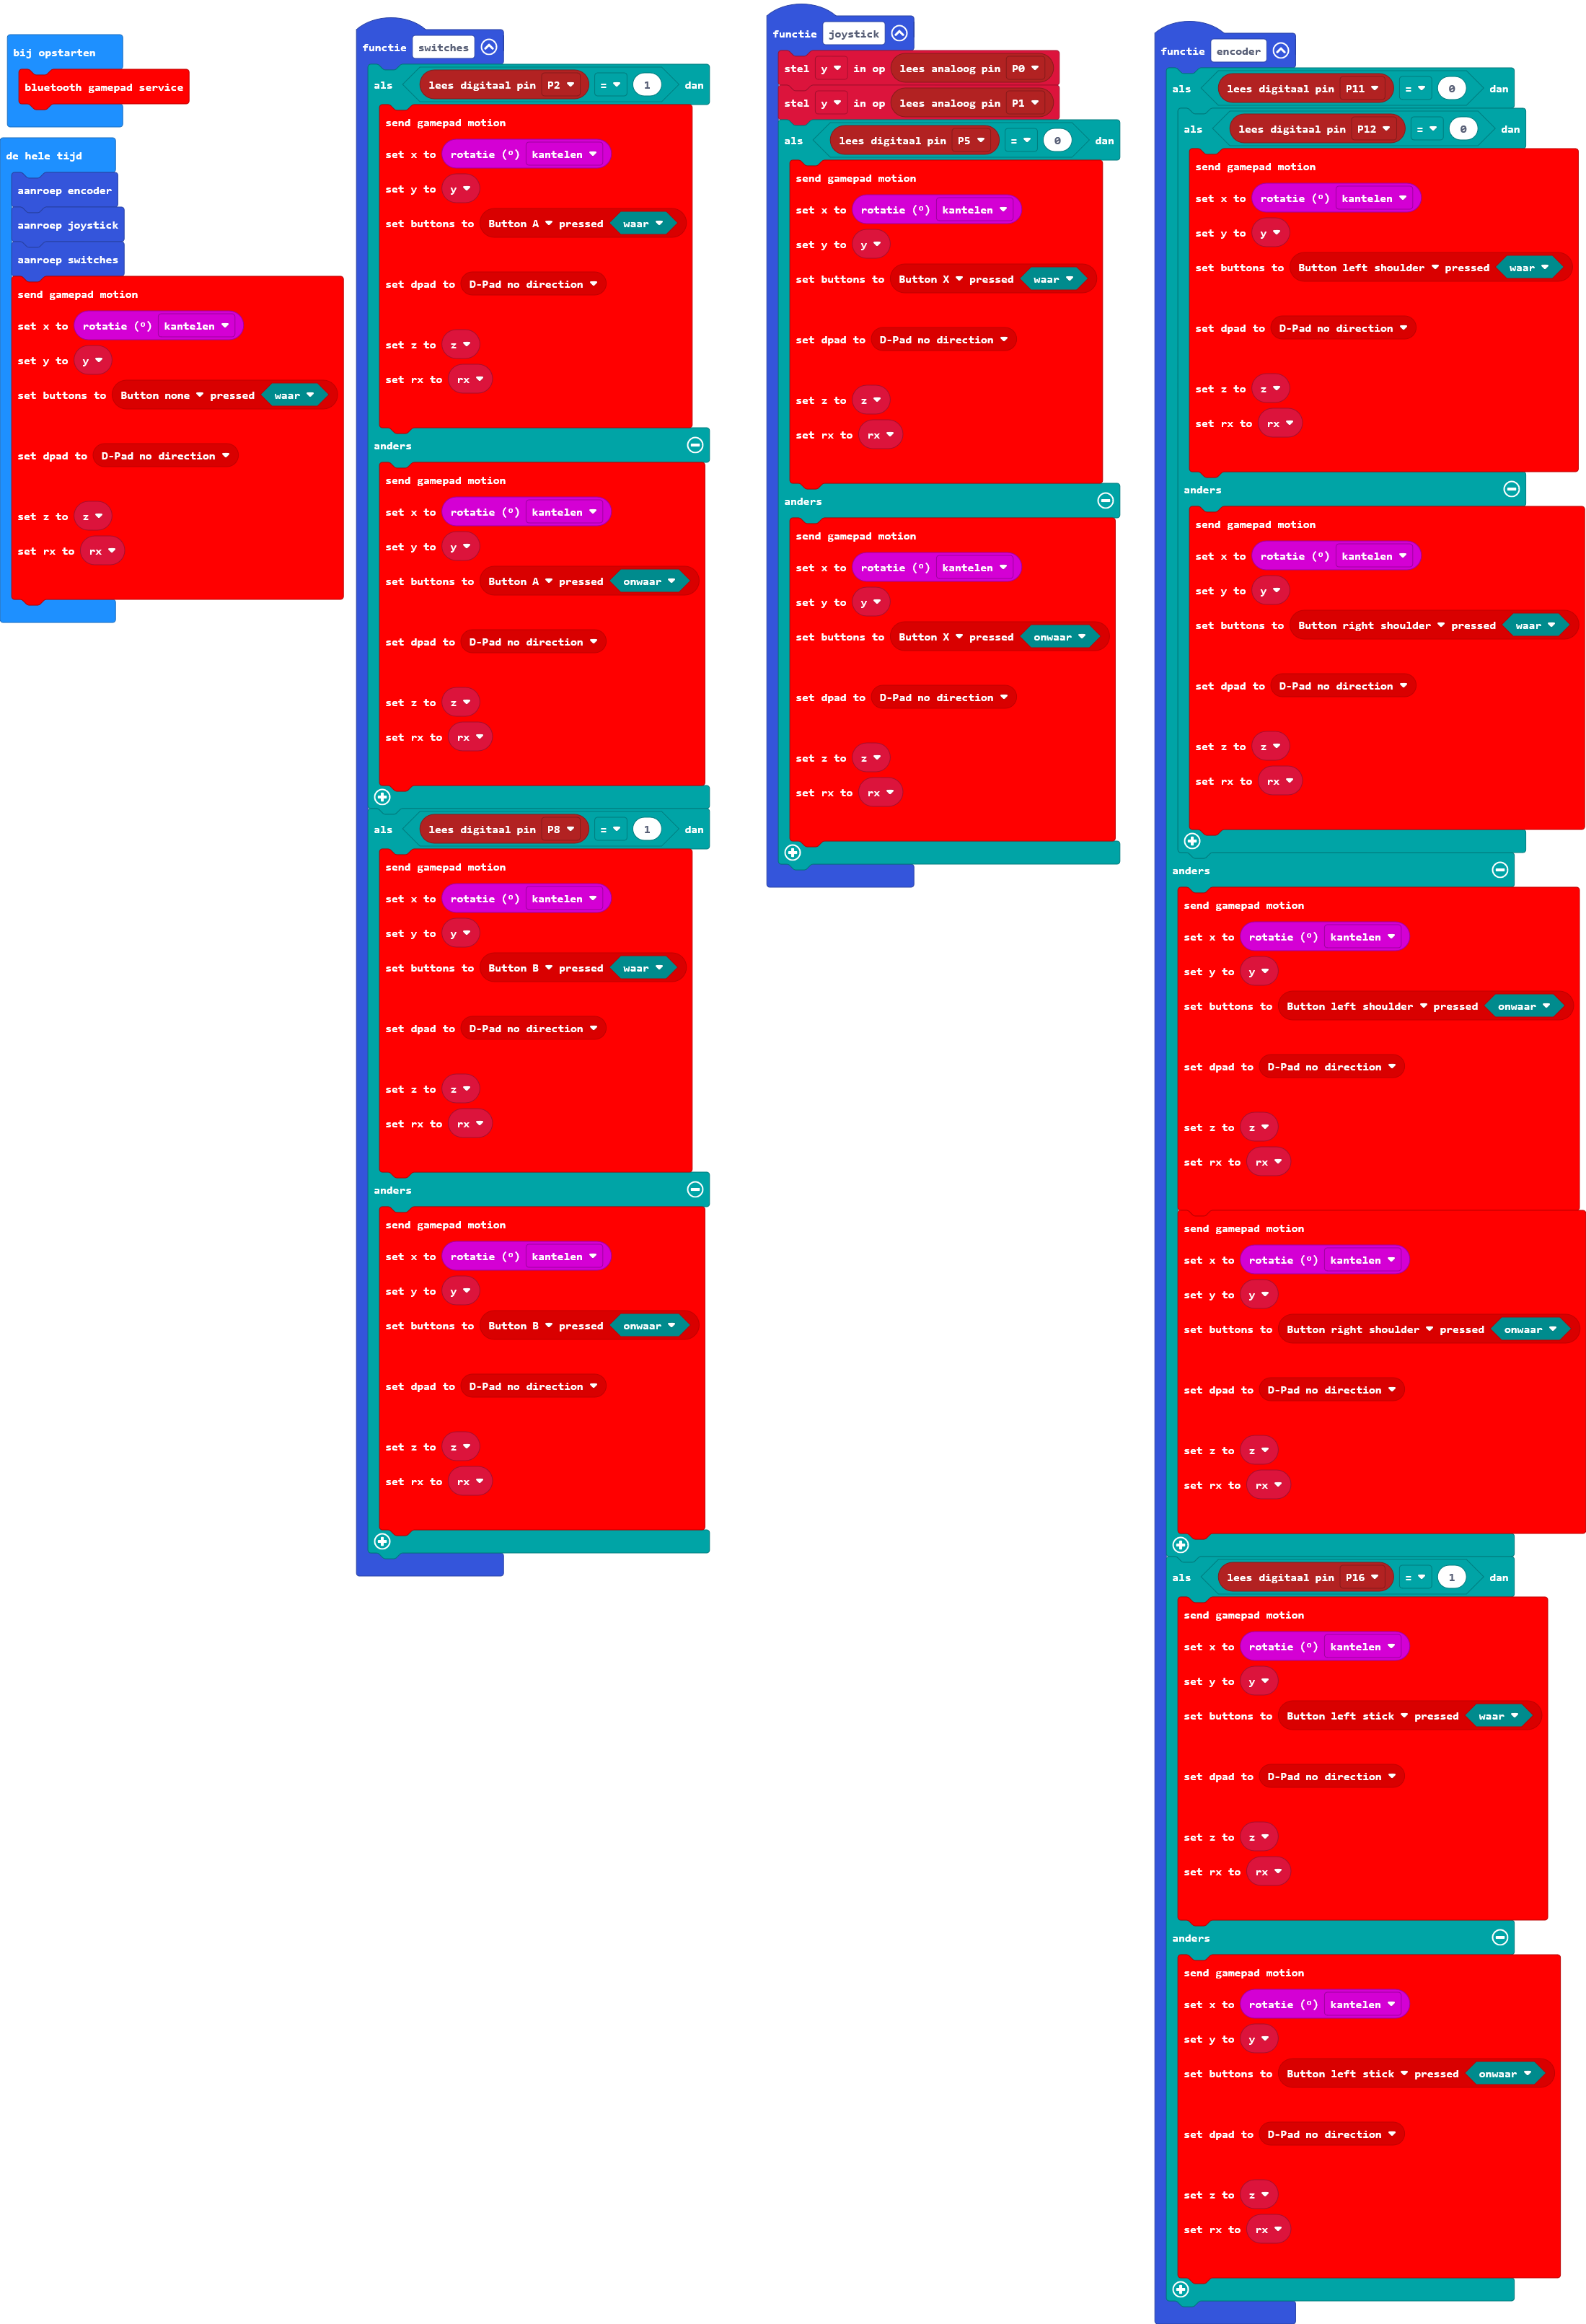 bij opstarten
bluetooth gamepad service
de hele tijd
aanroep encoder
aanroep joystick
aanroep switches
send gamepad motion
set x to rotatie (°) kantelen
set y to y
set buttons to Button none pressed waar
set dpad to D-Pad no direction
set z to z
set rx to rx
functie switches
als lees digitaal pin P2 = 1 dan
send gamepad motion
set x to rotatie (°) kantelen
set y to y
set buttons to Button A pressed waar
set dpad to D-Pad no direction
set z to z
set rx to rx
anders
send gamepad motion
set x to rotatie (°) kantelen
set y to y
set buttons to Button A pressed onwaar
set dpad to D-Pad no direction
set z to z
set rx to rx
als lees digitaal pin P8 = 1 dan
send gamepad motion
set x to rotatie (°) kantelen
set y to y
set buttons to Button B pressed waar
set dpad to D-Pad no direction
set z to z
set rx to rx
anders
send gamepad motion
set x to rotatie (°) kantelen
set y to y
set buttons to Button B pressed onwaar
set dpad to D-Pad no direction
set z to z
set rx to rx
functie joystick
stel y in op lees analoog pin P0
stel y in op lees analoog pin P1
als lees digitaal pin P5 = 0 dan
send gamepad motion
set x to rotatie (°) kantelen
set y to y
set buttons to Button X pressed waar
set dpad to D-Pad no direction
set z to z
set rx to rx
anders
send gamepad motion
set x to rotatie (°) kantelen
set y to y
set buttons to Button X pressed onwaar
set dpad to D-Pad no direction
set z to z
set rx to rx
functie encoder
als lees digitaal pin P11 = 0 dan
als lees digitaal pin P12 = 0 dan
send gamepad motion
set x to rotatie (°) kantelen
set y to y
set buttons to Button left shoulder pressed waar
set dpad to D-Pad no direction
set z to z
set rx to rx
anders
send gamepad motion
set x to rotatie (°) kantelen
set y to y
set buttons to Button right shoulder pressed waar
set dpad to D-Pad no direction
set z to z
set rx to rx
anders
send gamepad motion
set x to rotatie (°) kantelen
set y to y
set buttons to Button left shoulder pressed onwaar
set dpad to D-Pad no direction
set z to z
set rx to rx
send gamepad motion
set x to rotatie (°) kantelen
set y to y
set buttons to Button right shoulder pressed onwaar
set dpad to D-Pad no direction
set z to z
set rx to rx
als lees digitaal pin P16 = 1 dan
send gamepad motion
set x to rotatie (°) kantelen
set y to y
set buttons to Button left stick pressed waar
set dpad to D-Pad no direction
set z to z
set rx to rx
anders
send gamepad motion
set x to rotatie (°) kantelen
set y to y
set buttons to Button left stick pressed onwaar
set dpad to D-Pad no direction
set z to z
set rx to rx